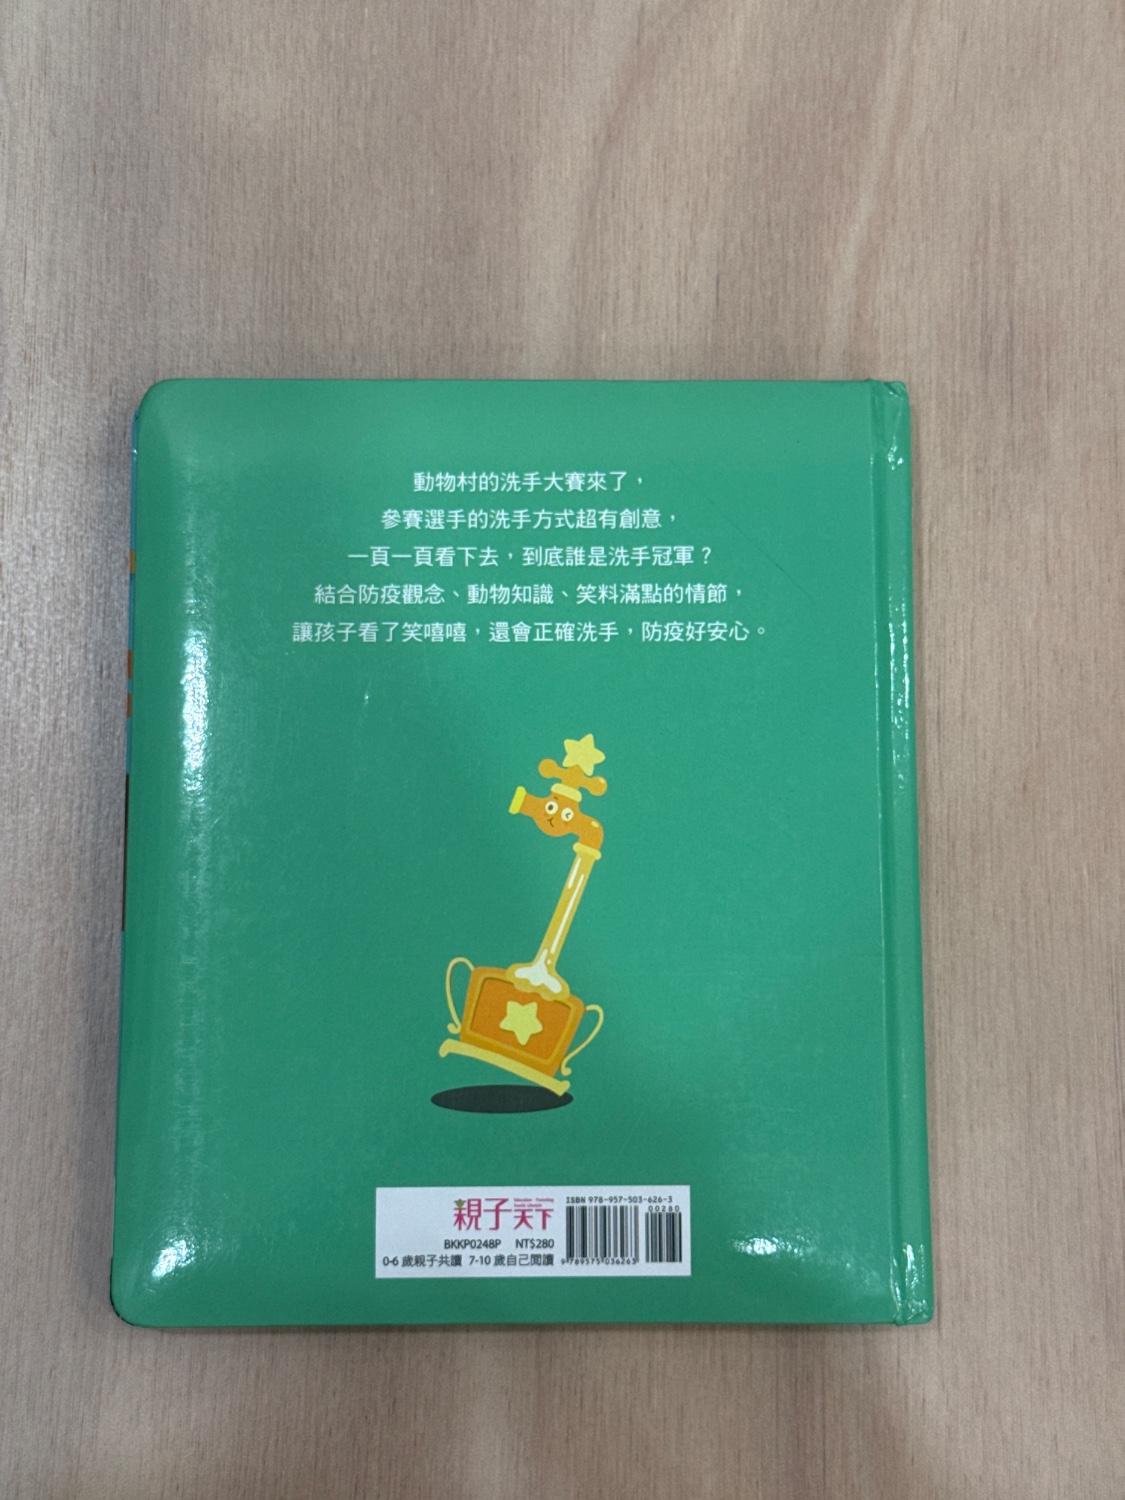 動物村的洗手大賽來了，
參賽選手的洗手方式超有創意，
一頁一頁看下去，到底誰是洗手冠軍？
結合防疫觀念、動物知識、笑料滿點的情節，
讓孩子看了笑嘻嘻，還會正確洗手，防疫好安心。
親子天下
ISBN 978-957-503-626-3
00280
BKKP0248P NT$280
0-6 歲親子共讀 7-10 歲自己閱讀
9 789575 036263